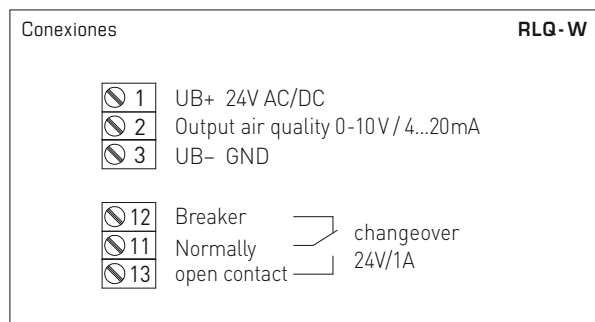 Conexiones RLQ-W
1 UB+ 24V AC/DC
2 Output air quality 0-10V / 4...20mA
3 UB– GND
12 Breaker
11 Normally
13 open contact
changeover
24V/1A